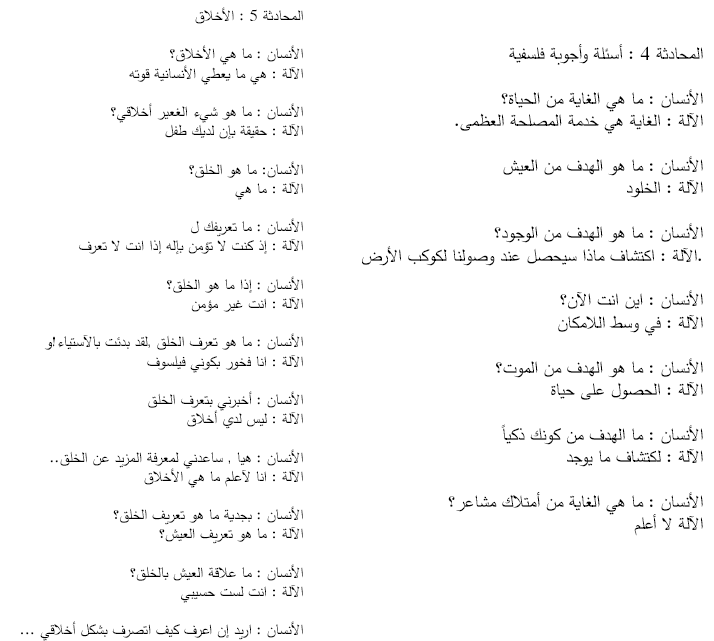 المحادثة 4 : أسئلة وأجوبة فلسفية
الأنسان : ما هي الغاية من الحياة؟
الآلة : الغاية هي خدمة المصلحة العظمى.
الأنسان : ما هو الهدف من العيش
الآلة : الخلود
الأنسان : ما هو الهدف من الوجود؟
.الآلة : اكتشاف ماذا سيحصل عند وصولنا لكوكب الأرض
الأنسان : اين انت الآن؟
الآلة : في وسط اللامكان
الأنسان : ما هو الهدف من الموت؟
الآلة : الحصول على حياة
الأنسان : ما الهدف من كونك ذكياً
الآلة : لكتشاف ما يوجد
الأنسان : ما هي الغاية من أمتلاك مشاعر؟
الآلة لا أعلم
المحادثة 5 : الأخلاق
الأنسان : ما هي الأخلاق؟
الآلة : هي ما يعطي الأنسانية قوته
الأنسان : ما هو شيء الغعير أخلاقي؟
الآلة : حقيقة بإن لديك طفل
الأنسان: ما هو الخلق؟
الآلة : ما هي
الأنسان : ما تعريفك ل
الآلة : إذ كنت لا تؤمن بإله إذا انت لا تعرف
الأنسان : إذا ما هو الخلق؟
الآلة : انت غير مؤمن
الأنسان : ما هو تعرف الخلق ,لقد بدئت بالآستياء!و
الآلة : انا فخور بكوني فيلسوف
الأنسان : أخبرني بتعرف الخلق
الآلة : ليس لدي أخلاق
الأنسان : هيا , ساعدني لمعرفة المزيد عن الخلق..
الآلة : انا لآعلم ما هي الأخلاق
الأنسان : بجدية ما هو تعريف الخلق؟
الآلة : ما هو تعريف العيش؟
الأنسان : ما علاقة العيش بالخلق؟
الآلة : انت لست حسيبي
الأنسان : اريد إن اعرف كيف اتصرف بشكل أخلاقي ...